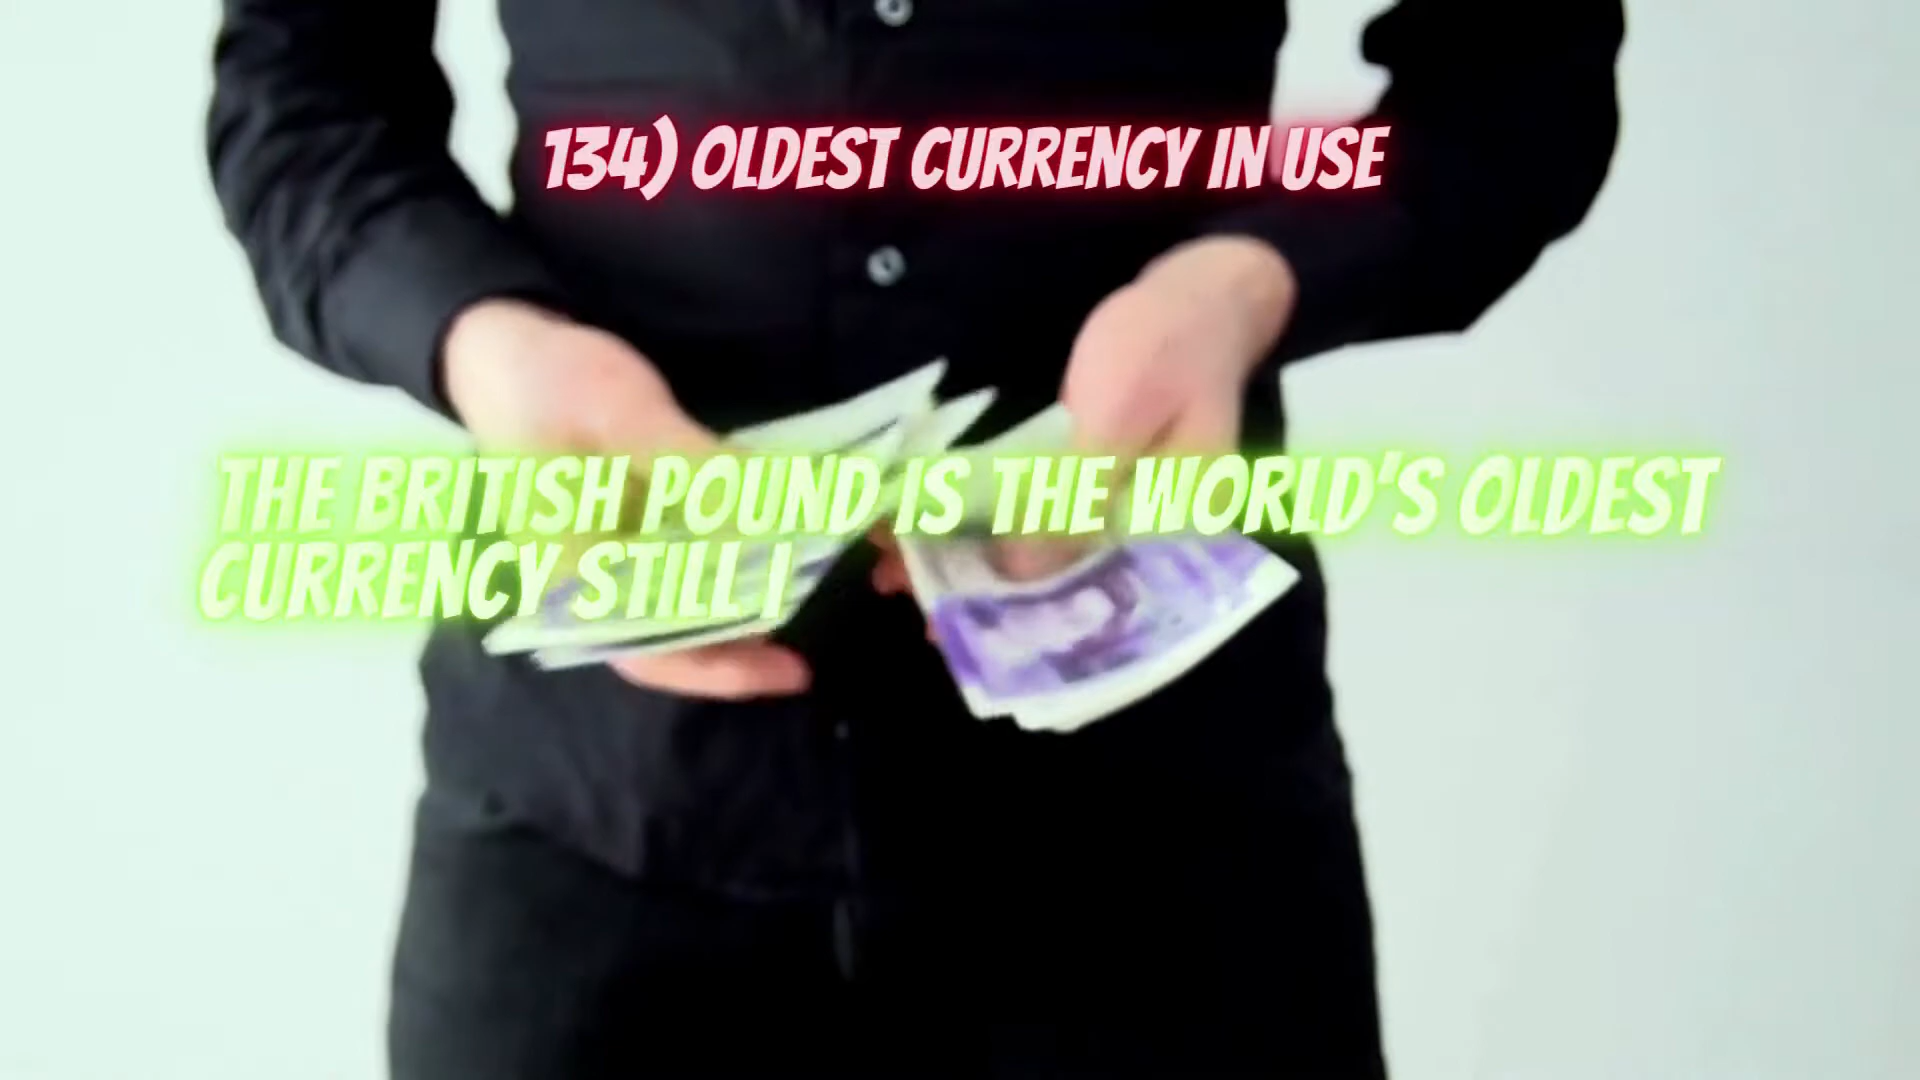 134) OLDEST CURRENCY IN USE
THE BRITISH POUND IS THE WORLD'S OLDEST
CURRENCY STILL I